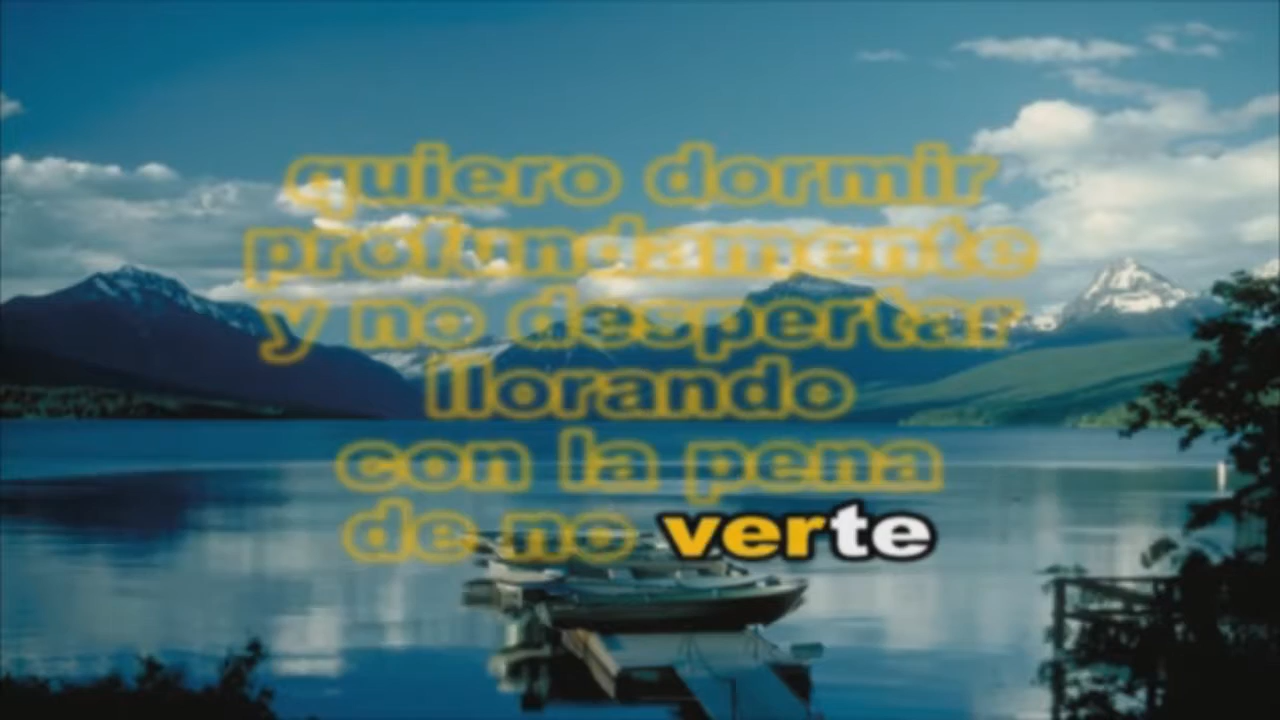 quiero dormir
profundamente
y no despertar
llorando
con la pena
de no verte